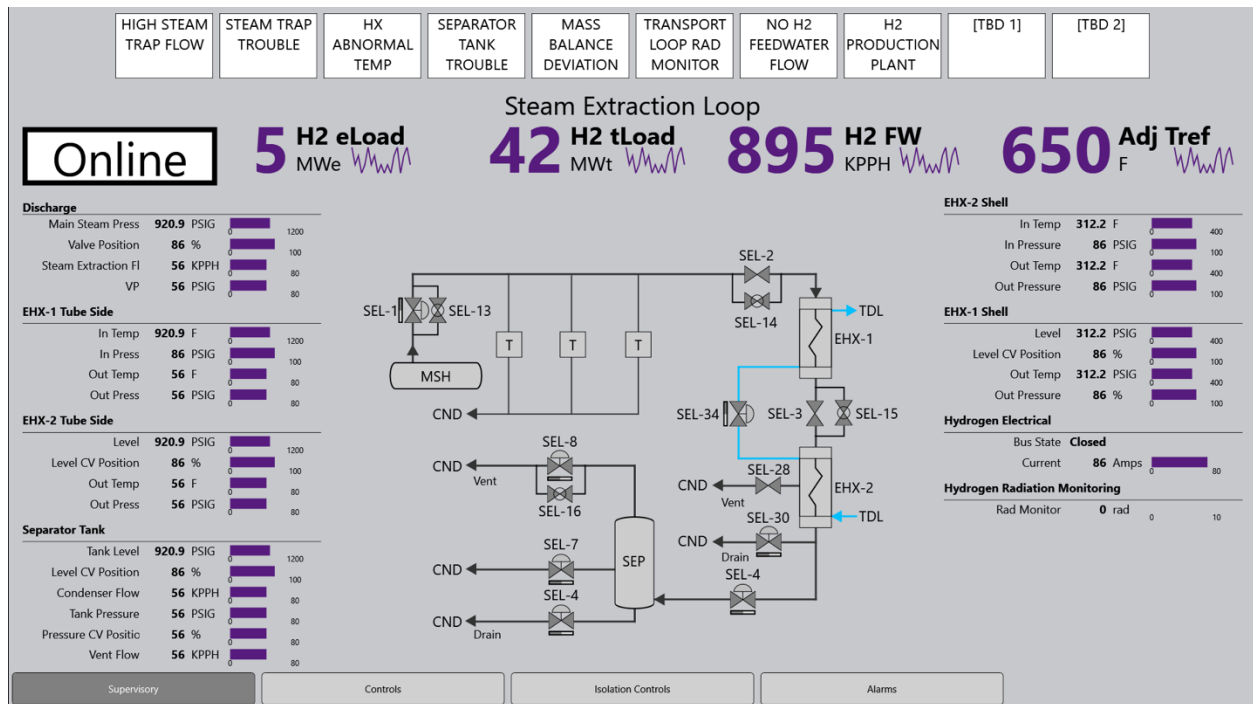 HIGH STEAM
TRAP FLOW
STEAM TRAP
TROUBLE
HX
ABNORMAL
TEMP
SEPARATOR
TANK
TROUBLE
MASS
BALANCE
DEVIATION
TRANSPORT
LOOP RAD
MONITOR
NO H2
FEEDWATER
FLOW
H2
PRODUCTION
PLANT
[TBD 1]
[TBD 2]
Steam Extraction Loop
Online
5 H2 eLoad
MWe
42 H2 tLoad
MWt
895 H2 FW
KPPH
650 Adj Tref
F
Discharge
Main Steam Press 920.9 PSIG 0 1200
Valve Position 86 % 0 100
Steam Extraction Fl 56 KPPH 0 80
VP 56 PSIG 0 80
EHX-1 Tube Side
In Temp 920.9 F 0 1200
In Press 86 PSIG 0 100
Out Temp 56 F 0 80
Out Press 56 PSIG 0 80
EHX-2 Tube Side
Level 920.9 PSIG 0 1200
Level CV Position 86 % 0 100
Out Temp 56 F 0 80
Out Press 56 PSIG 0 80
Separator Tank
Tank Level 920.9 PSIG 0 1200
Level CV Position 86 % 0 100
Condenser Flow 56 KPPH 0 80
Tank Pressure 56 PSIG 0 80
Pressure CV Positic 56 % 0 80
Vent Flow 56 KPPH 0 80
SEL-2
SEL-1
SEL-13
SEL-14
TDL
EHX-1
T
T
T
MSH
CND
SEL-34
SEL-3
SEL-15
SEL-8
CND
Vent
SEL-16
SEL-28
CND
Vent
EHX-2
SEL-30
TDL
CND
Drain
SEL-7
CND
SEP
SEL-4
SEL-4
CND
Drain
EHX-2 Shell
In Temp 312.2 F 0 400
In Pressure 86 PSIG 0 100
Out Temp 312.2 F 0 400
Out Pressure 86 PSIG 0 100
EHX-1 Shell
Level 312.2 PSIG 0 400
Level CV Position 86 % 0 100
Out Temp 312.2 PSIG 0 400
Out Pressure 86 % 0 100
Hydrogen Electrical
Bus State Closed
Current 86 Amps 0 80
Hydrogen Radiation Monitoring
Rad Monitor 0 rad 0 10
Supervisory
Controls
Isolation Controls
Alarms